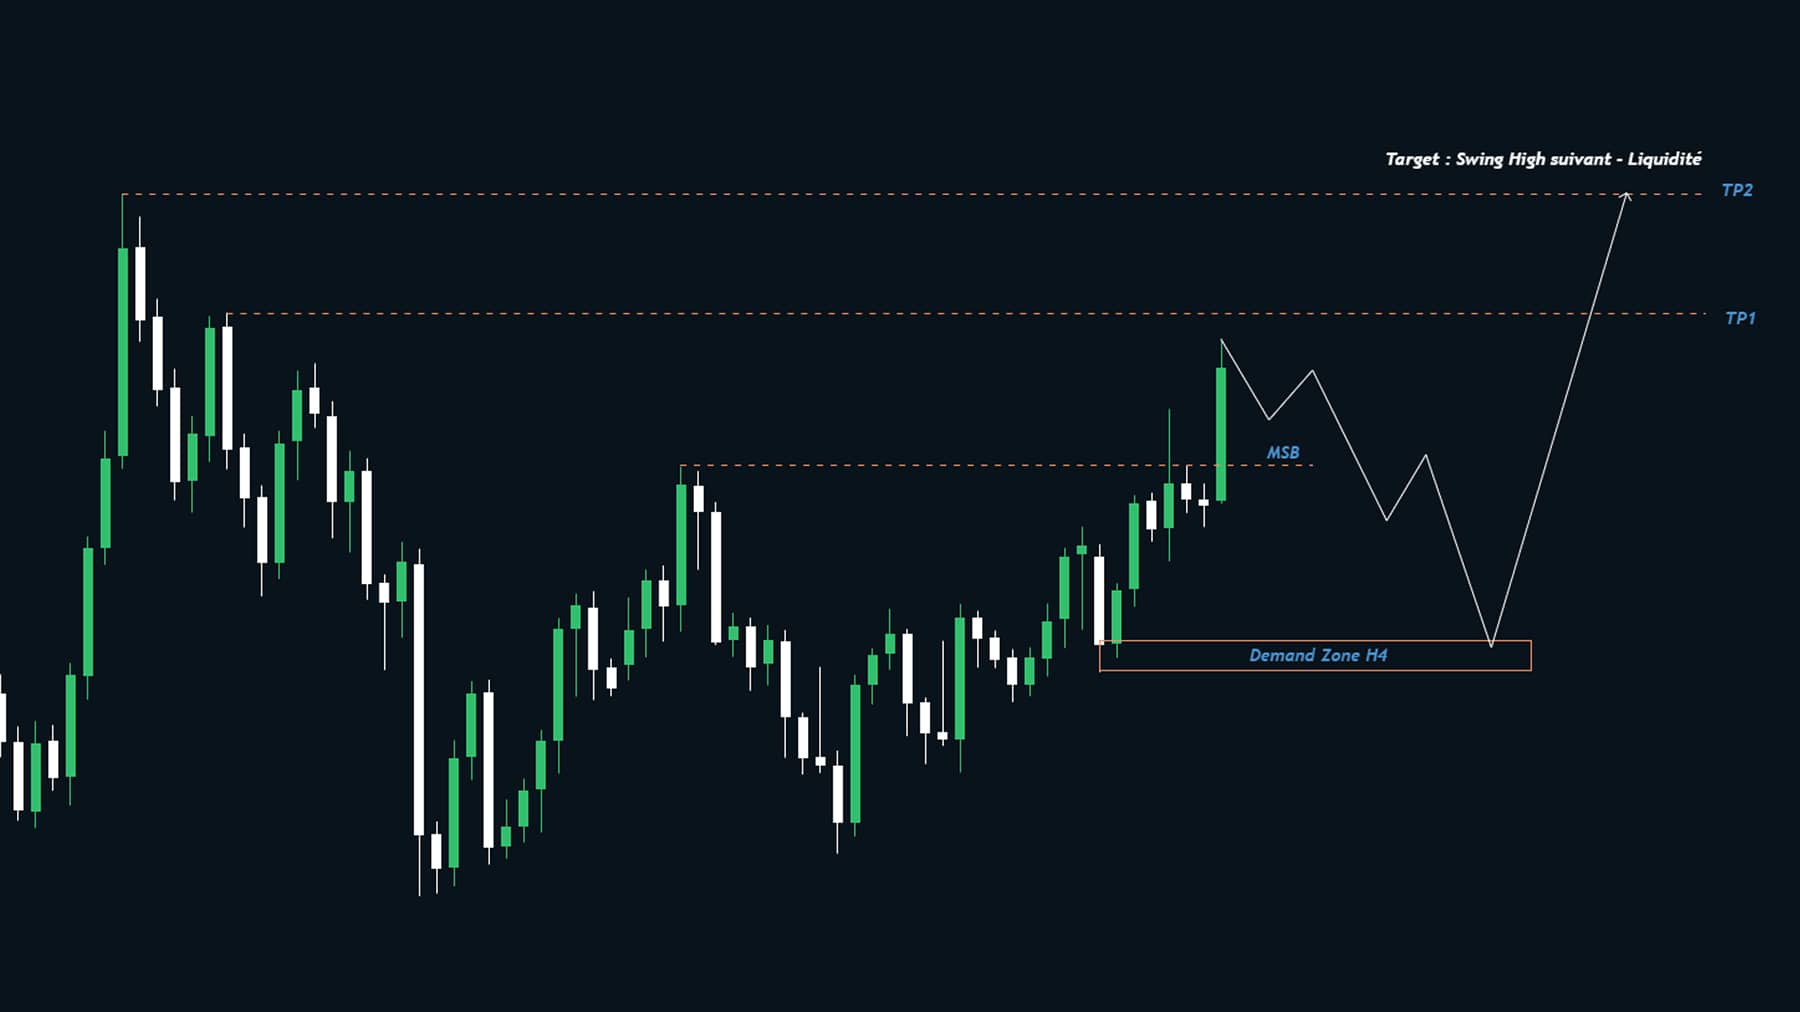 Target : Swing High suivant - Liquidité
TP2
TP1
MSB
Demand Zone H4